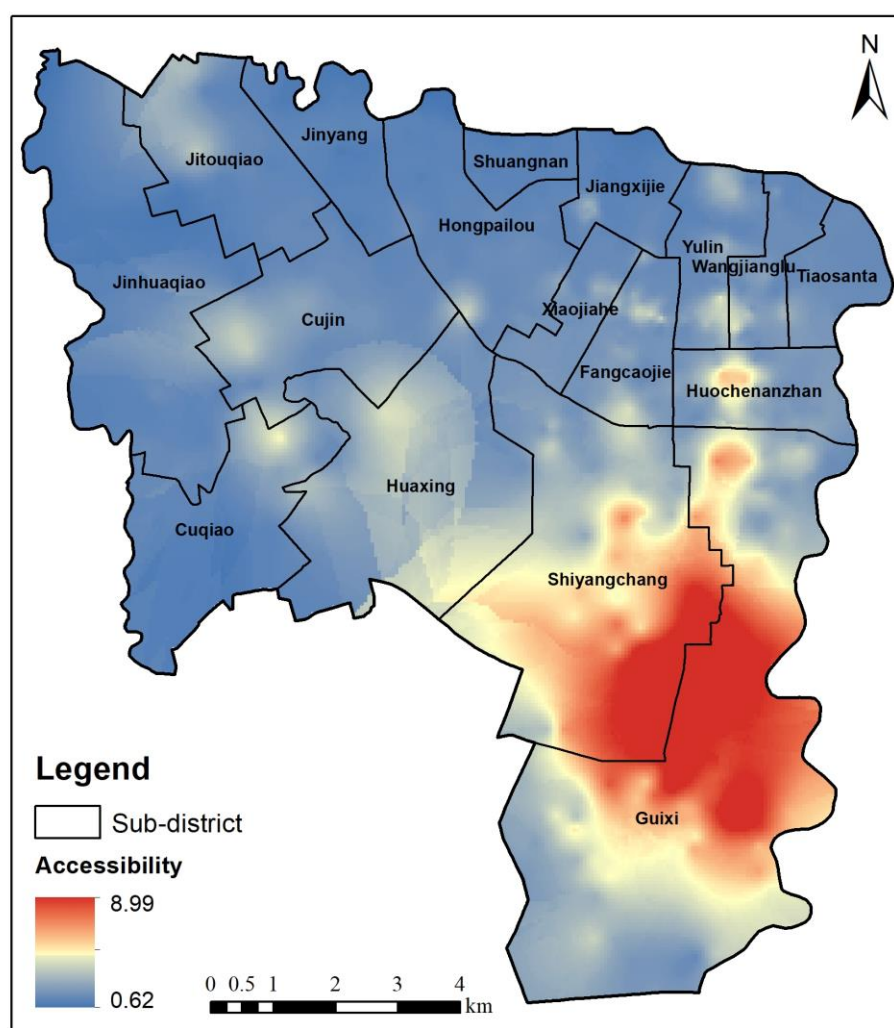 N
Jinyang
Shuangnan
Jitouqiao
Jiangxijie
Hongpailou
Yulin
Wangjianglu
Tiaosanta
Jinhuaqiao
Xiaojiahe
Cujin
Fangcaojie
Huochenanzhan
Huaxing
Cuqiao
Shiyangchang
Guixi
Legend
Sub-district
Accessibility
8.99
0.62
0 0.5 1 2 3 4
km